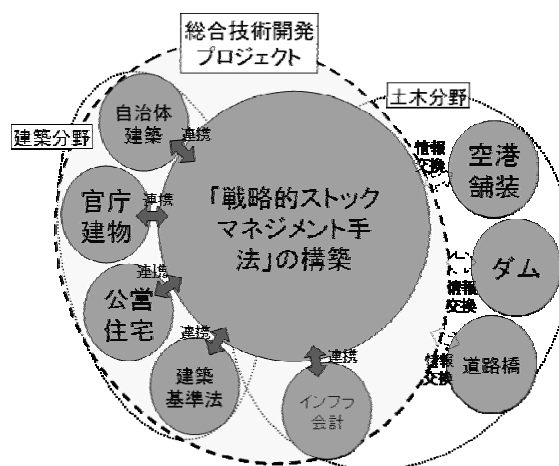 総合技術開発
プロジェクト
土木分野
建築分野
自治体
建築
連携
官庁
建物
連携
公営
住宅
連携
建築
基準法
連携
インフラ
会計
連携
「戦略的ストック
マネジメント手
法」の構築
情報
交換
空港
舗装
情報
交換
ダム
情報
交換
道路橋